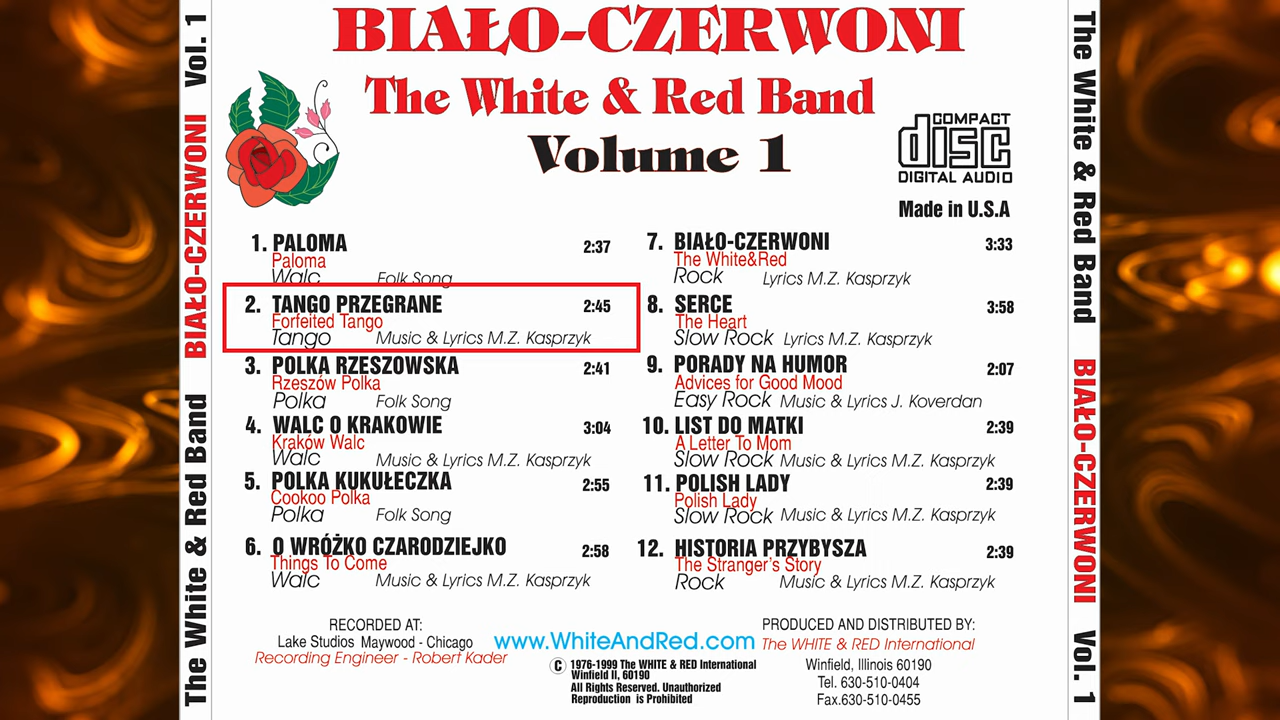 BIAŁO-CZERWONI
The White & Red Band
Volume 1
COMPACT
disc
DIGITAL AUDIO
Made in U.S.A
1. PALOMA 2:37
Paloma
Walc Folk Song
2. TANGO PRZEGRANE 2:45
Forfeited Tango
Tango Music & Lyrics M.Z. Kasprzyk
3. POLKA RZESZOWSKA 2:41
Rzeszów Polka
Polka Folk Song
4. WALC O KRAKOWIE 3:04
Kraków Walc
Walc Music & Lyrics M.Z. Kasprzyk
5. POLKA KUKUŁECZKA 2:55
Cookoo Polka
Polka Folk Song
6. O WRÓŻKO CZARODZIEJKO 2:58
Things To Come
Walc Music & Lyrics M.Z. Kasprzyk
7. BIAŁO-CZERWONI 3:33
The White&Red
Rock Lyrics M.Z. Kasprzyk
8. SERCE 3:58
The Heart
Slow Rock Lyrics M.Z. Kasprzyk
9. PORADY NA HUMOR 2:07
Advices for Good Mood
Easy Rock Music & Lyrics J. Koverdan
10. LIST DO MATKI 2:39
A Letter To Mom
Slow Rock Music & Lyrics M.Z. Kasprzyk
11. POLISH LADY 2:39
Polish Lady
Slow Rock Music & Lyrics M.Z. Kasprzyk
12. HISTORIA PRZYBYSZA 2:39
The Stranger's Story
Rock Music & Lyrics M.Z. Kasprzyk
RECORDED AT:
Lake Studios Maywood - Chicago
Recording Engineer - Robert Kader
www.WhiteAndRed.com
© 1976-1999 The WHITE & RED International
Winfield Il, 60190
All Rights Reserved. Unauthorized
Reproduction is Prohibited
PRODUCED AND DISTRIBUTED BY:
The WHITE & RED International
Winfield, Illinois 60190
Tel. 630-510-0404
Fax.630-510-0455
The White & Red Band BIAŁO-CZERWONI Vol. 1
The White & Red Band BIAŁO-CZERWONI Vol. 1